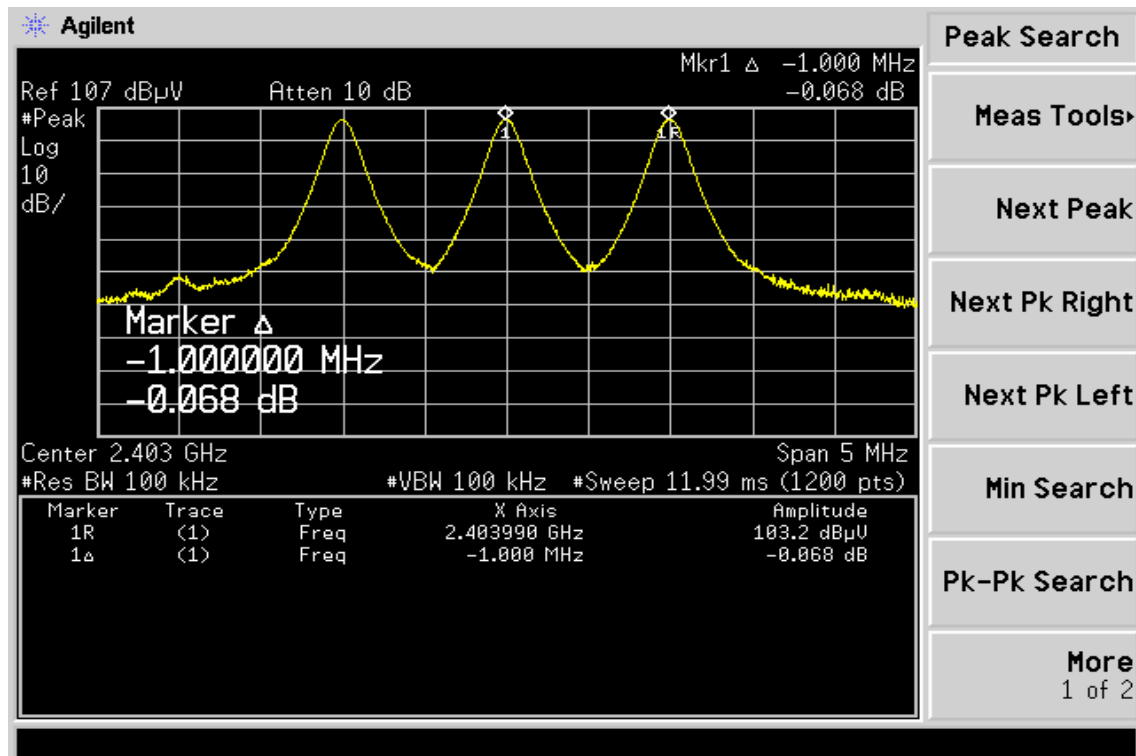 Agilent
Peak Search
Mkr1 Δ −1.000 MHz
Ref 107 dBµV Atten 10 dB −0.068 dB
#Peak
Log
10
dB/
1 1R
Marker Δ
−1.000000 MHz
−0.068 dB
Center 2.403 GHz Span 5 MHz
#Res BW 100 kHz #VBW 100 kHz #Sweep 11.99 ms (1200 pts)
Marker Trace Type X Axis Amplitude
1R (1) Freq 2.403990 GHz 103.2 dBµV
1Δ (1) Freq −1.000 MHz −0.068 dB
Meas Tools
Next Peak
Next Pk Right
Next Pk Left
Min Search
Pk−Pk Search
More
1 of 2